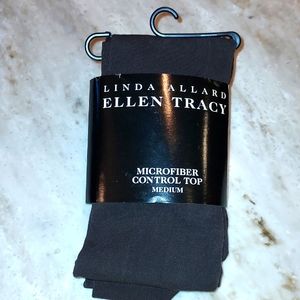 LINDA ALLARD
ELLEN TRACY
MICROFIBER
CONTROL TOP
MEDIUM